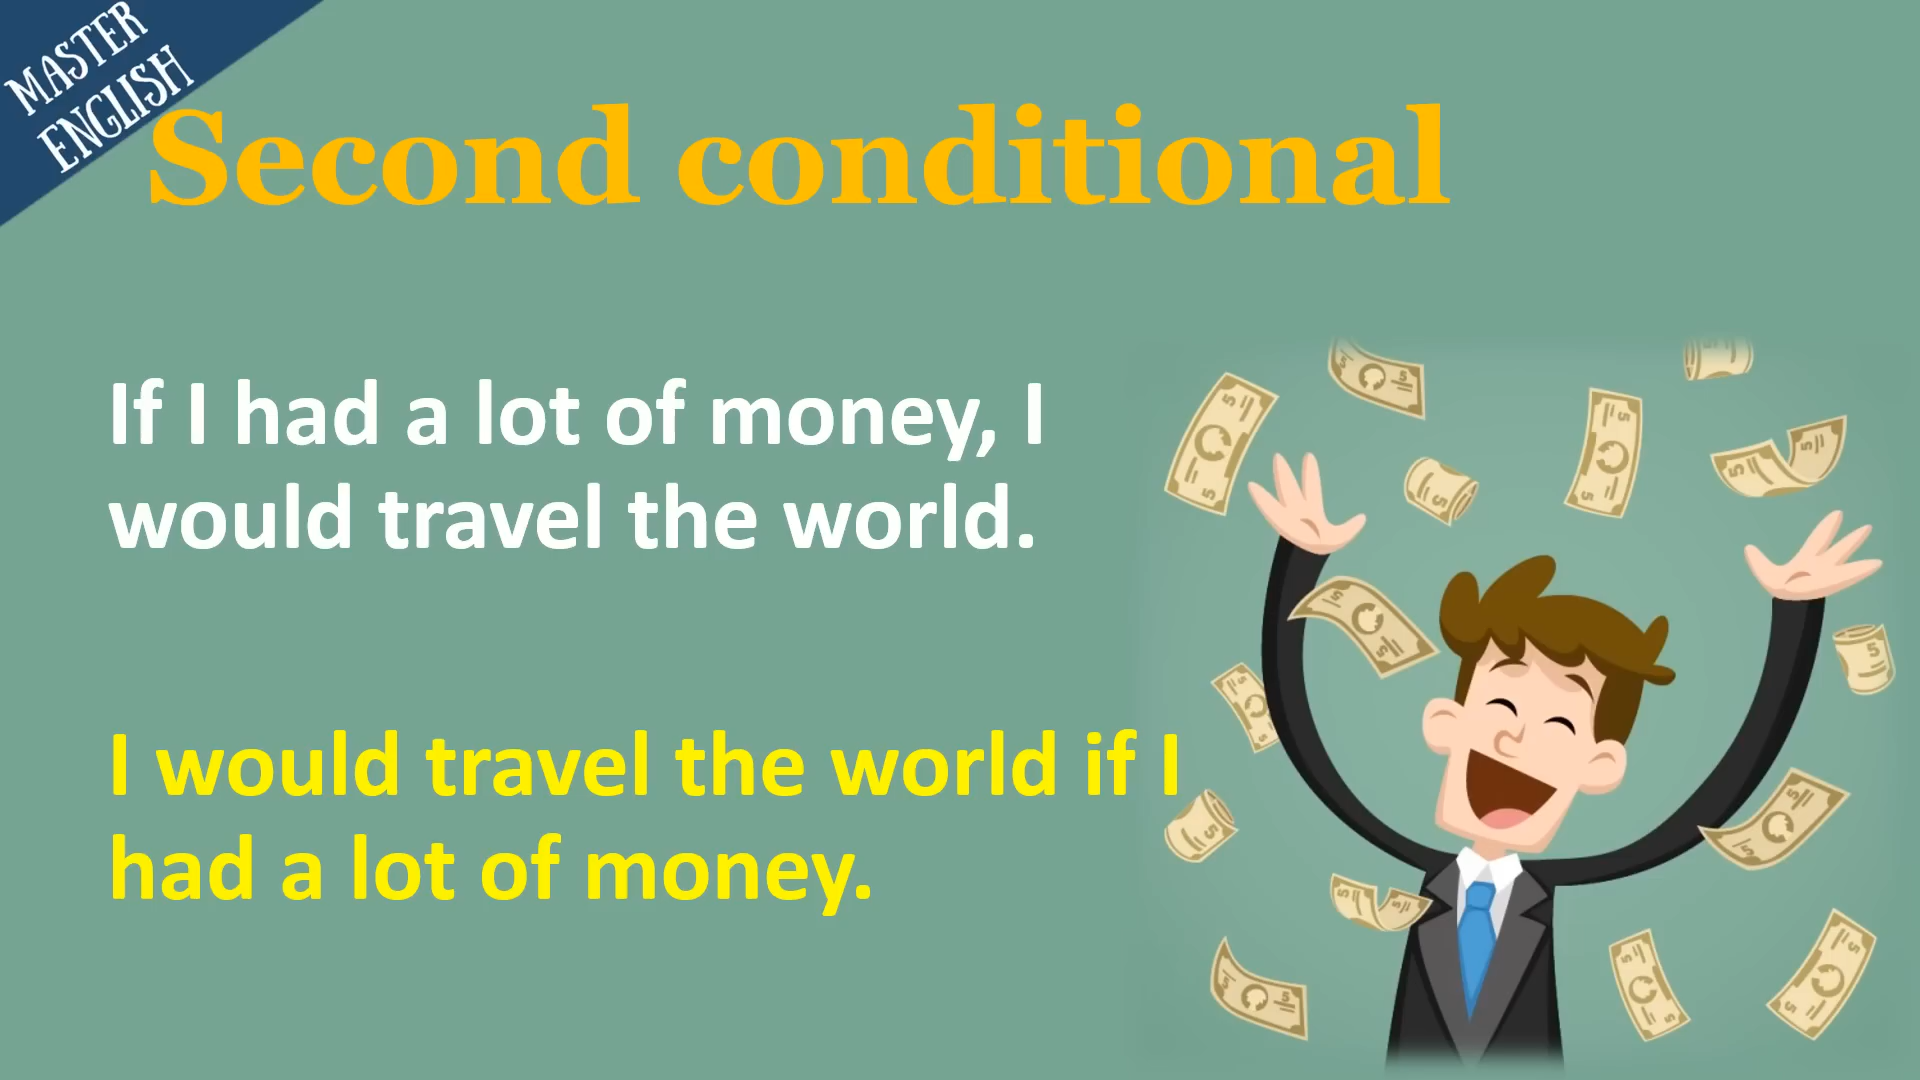 MASTER
ENGLISH
Second conditional
If I had a lot of money, I
would travel the world.
I would travel the world if I
had a lot of money.